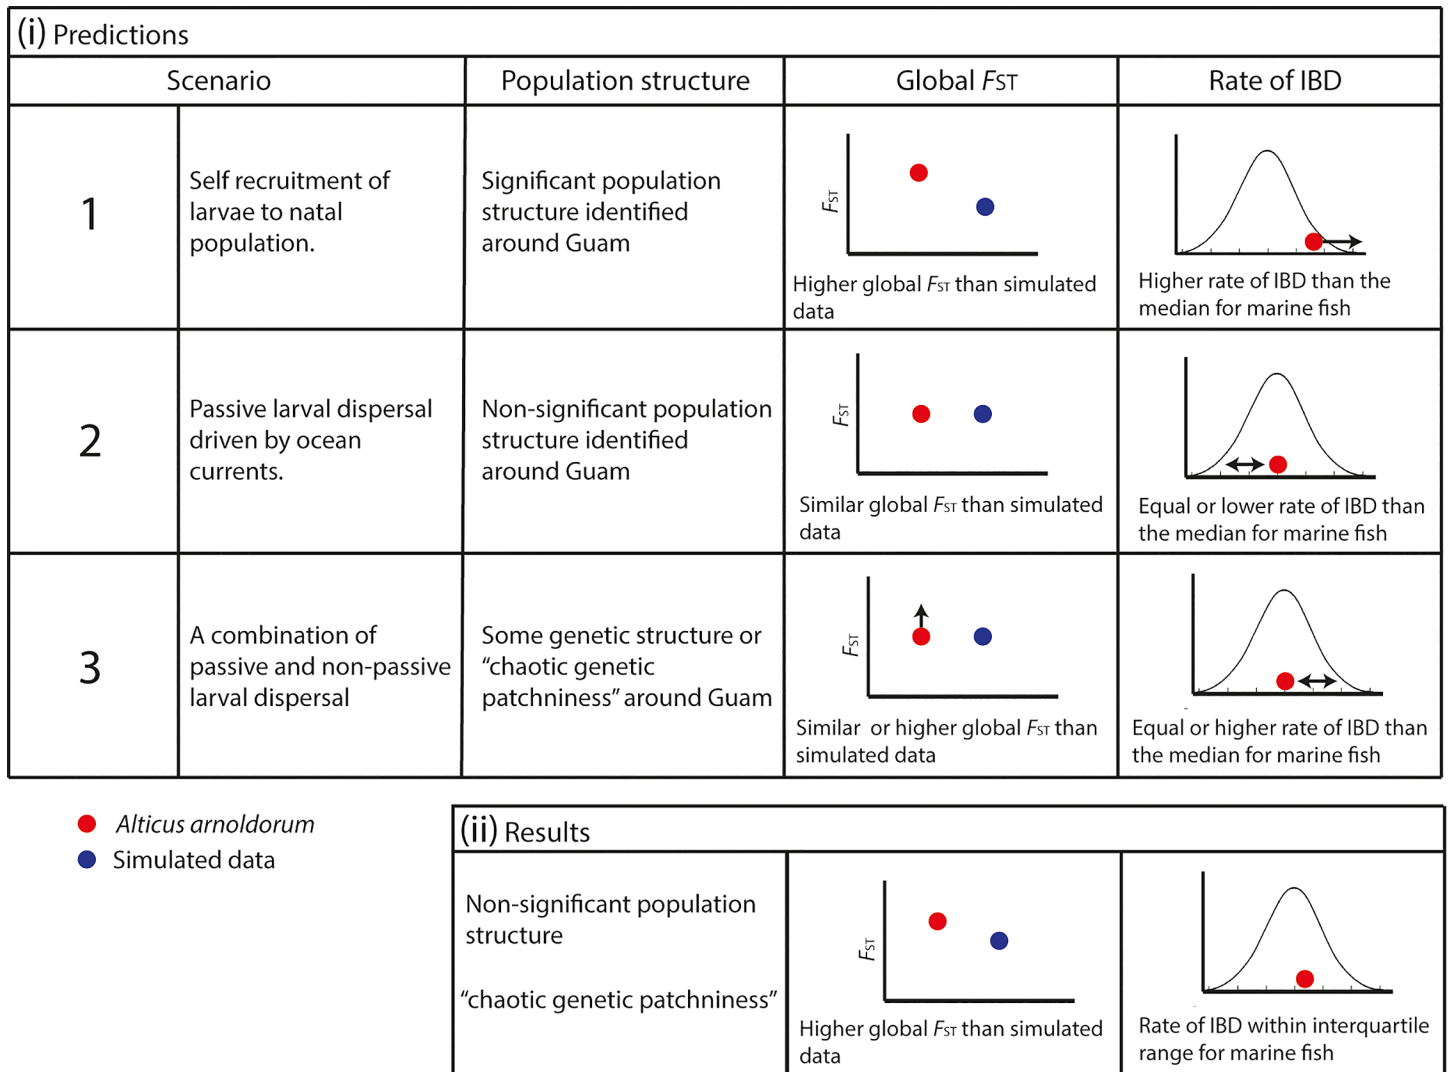 (i) Predictions
Scenario
Population structure
Global FST
Rate of IBD
1
Self recruitment of
larvae to natal
population.
Significant population
structure identified
around Guam
FST
Higher global FST than simulated
data
Higher rate of IBD than the
median for marine fish
2
Passive larval dispersal
driven by ocean
currents.
Non-significant population
structure identified
around Guam
FST
Similar global FST than simulated
data
Equal or lower rate of IBD than
the median for marine fish
3
A combination of
passive and non-passive
larval dispersal
Some genetic structure or
“chaotic genetic
patchniness” around Guam
FST
Similar or higher global FST than
simulated data
Equal or higher rate of IBD than
the median for marine fish
Alticus arnoldorum
Simulated data
(ii) Results
Non-significant population
structure
“chaotic genetic patchniness”
FST
Higher global FST than simulated
data
Rate of IBD within interquartile
range for marine fish